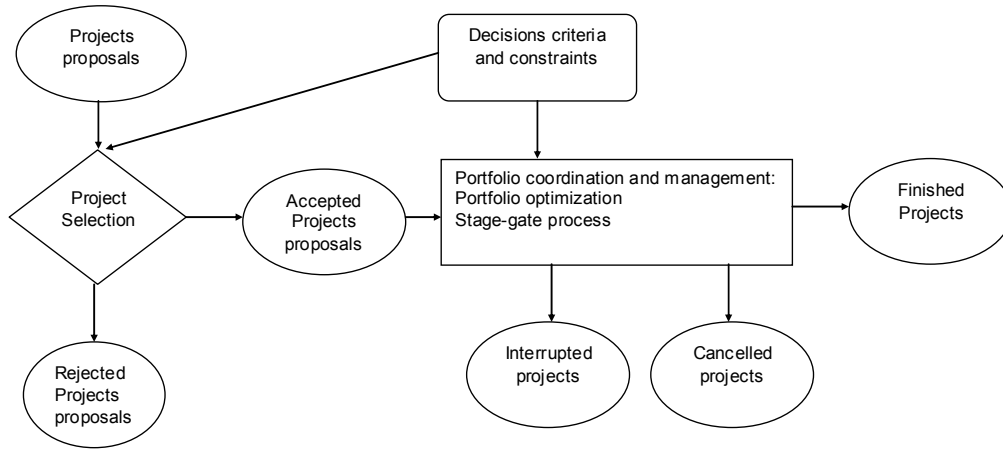 Projects
proposals
Decisions criteria
and constraints
Project
Selection
Accepted
Projects
proposals
Portfolio coordination and management:
Portfolio optimization
Stage-gate process
Finished
Projects
Rejected
Projects
proposals
Interrupted
projects
Cancelled
projects